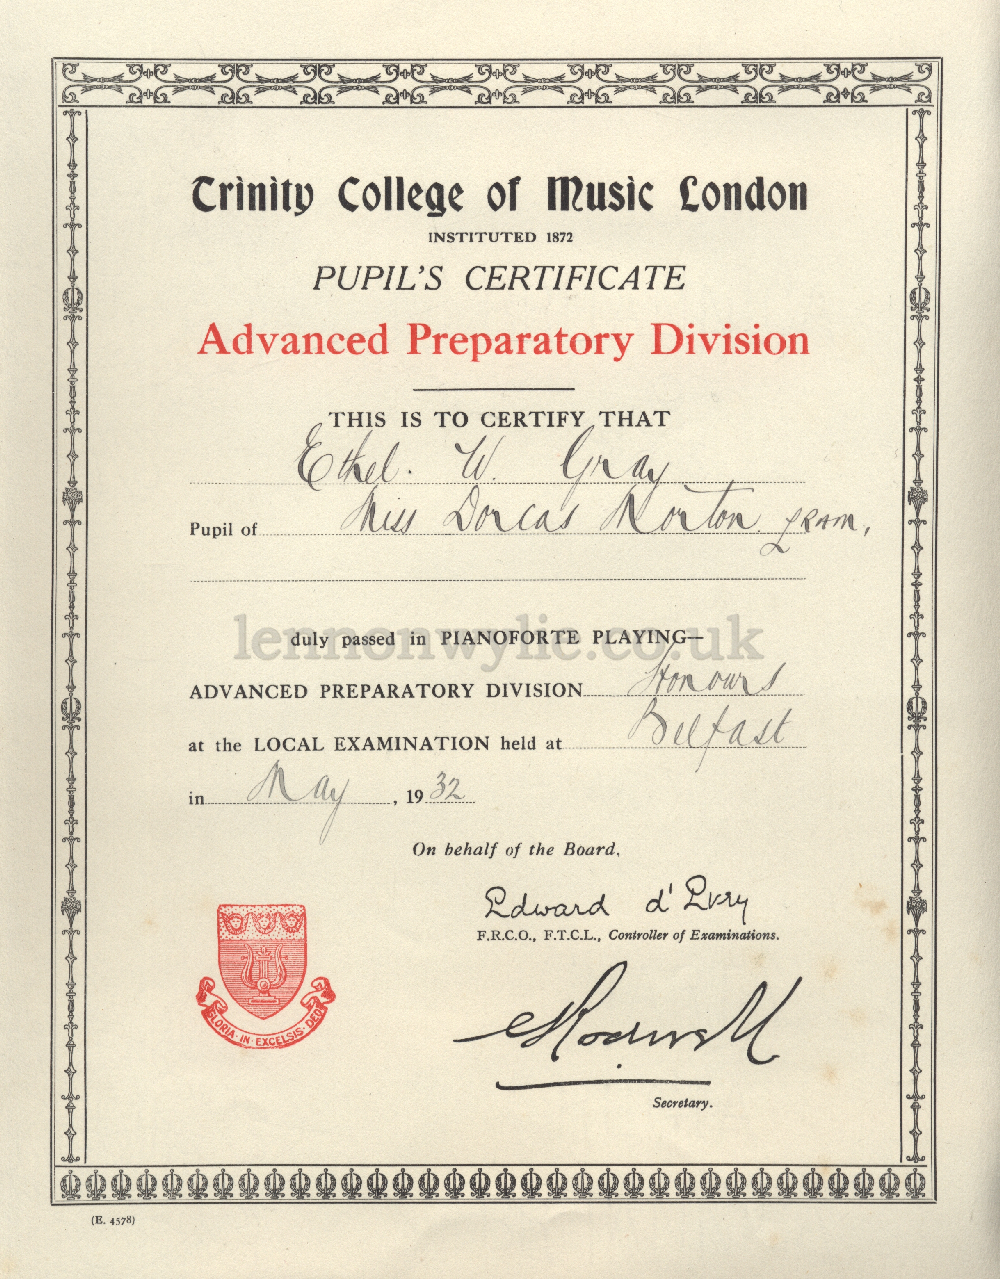 Trinity College of Music London
INSTITUTED 1872
PUPIL'S CERTIFICATE
Advanced Preparatory Division
THIS IS TO CERTIFY THAT
Ethel. W. Gray
Pupil of Miss Dorcas Morton LRAM,
lennonwylie.co.uk
duly passed in PIANOFORTE PLAYING—
ADVANCED PREPARATORY DIVISION Honours
at the LOCAL EXAMINATION held at Belfast
in May, 1932
On behalf of the Board,
Edward d'Evry
F.R.C.O., F.T.C.L., Controller of Examinations.
GLORIA·IN·EXCELSIS·DEO
Secretary.
(E. 4578)